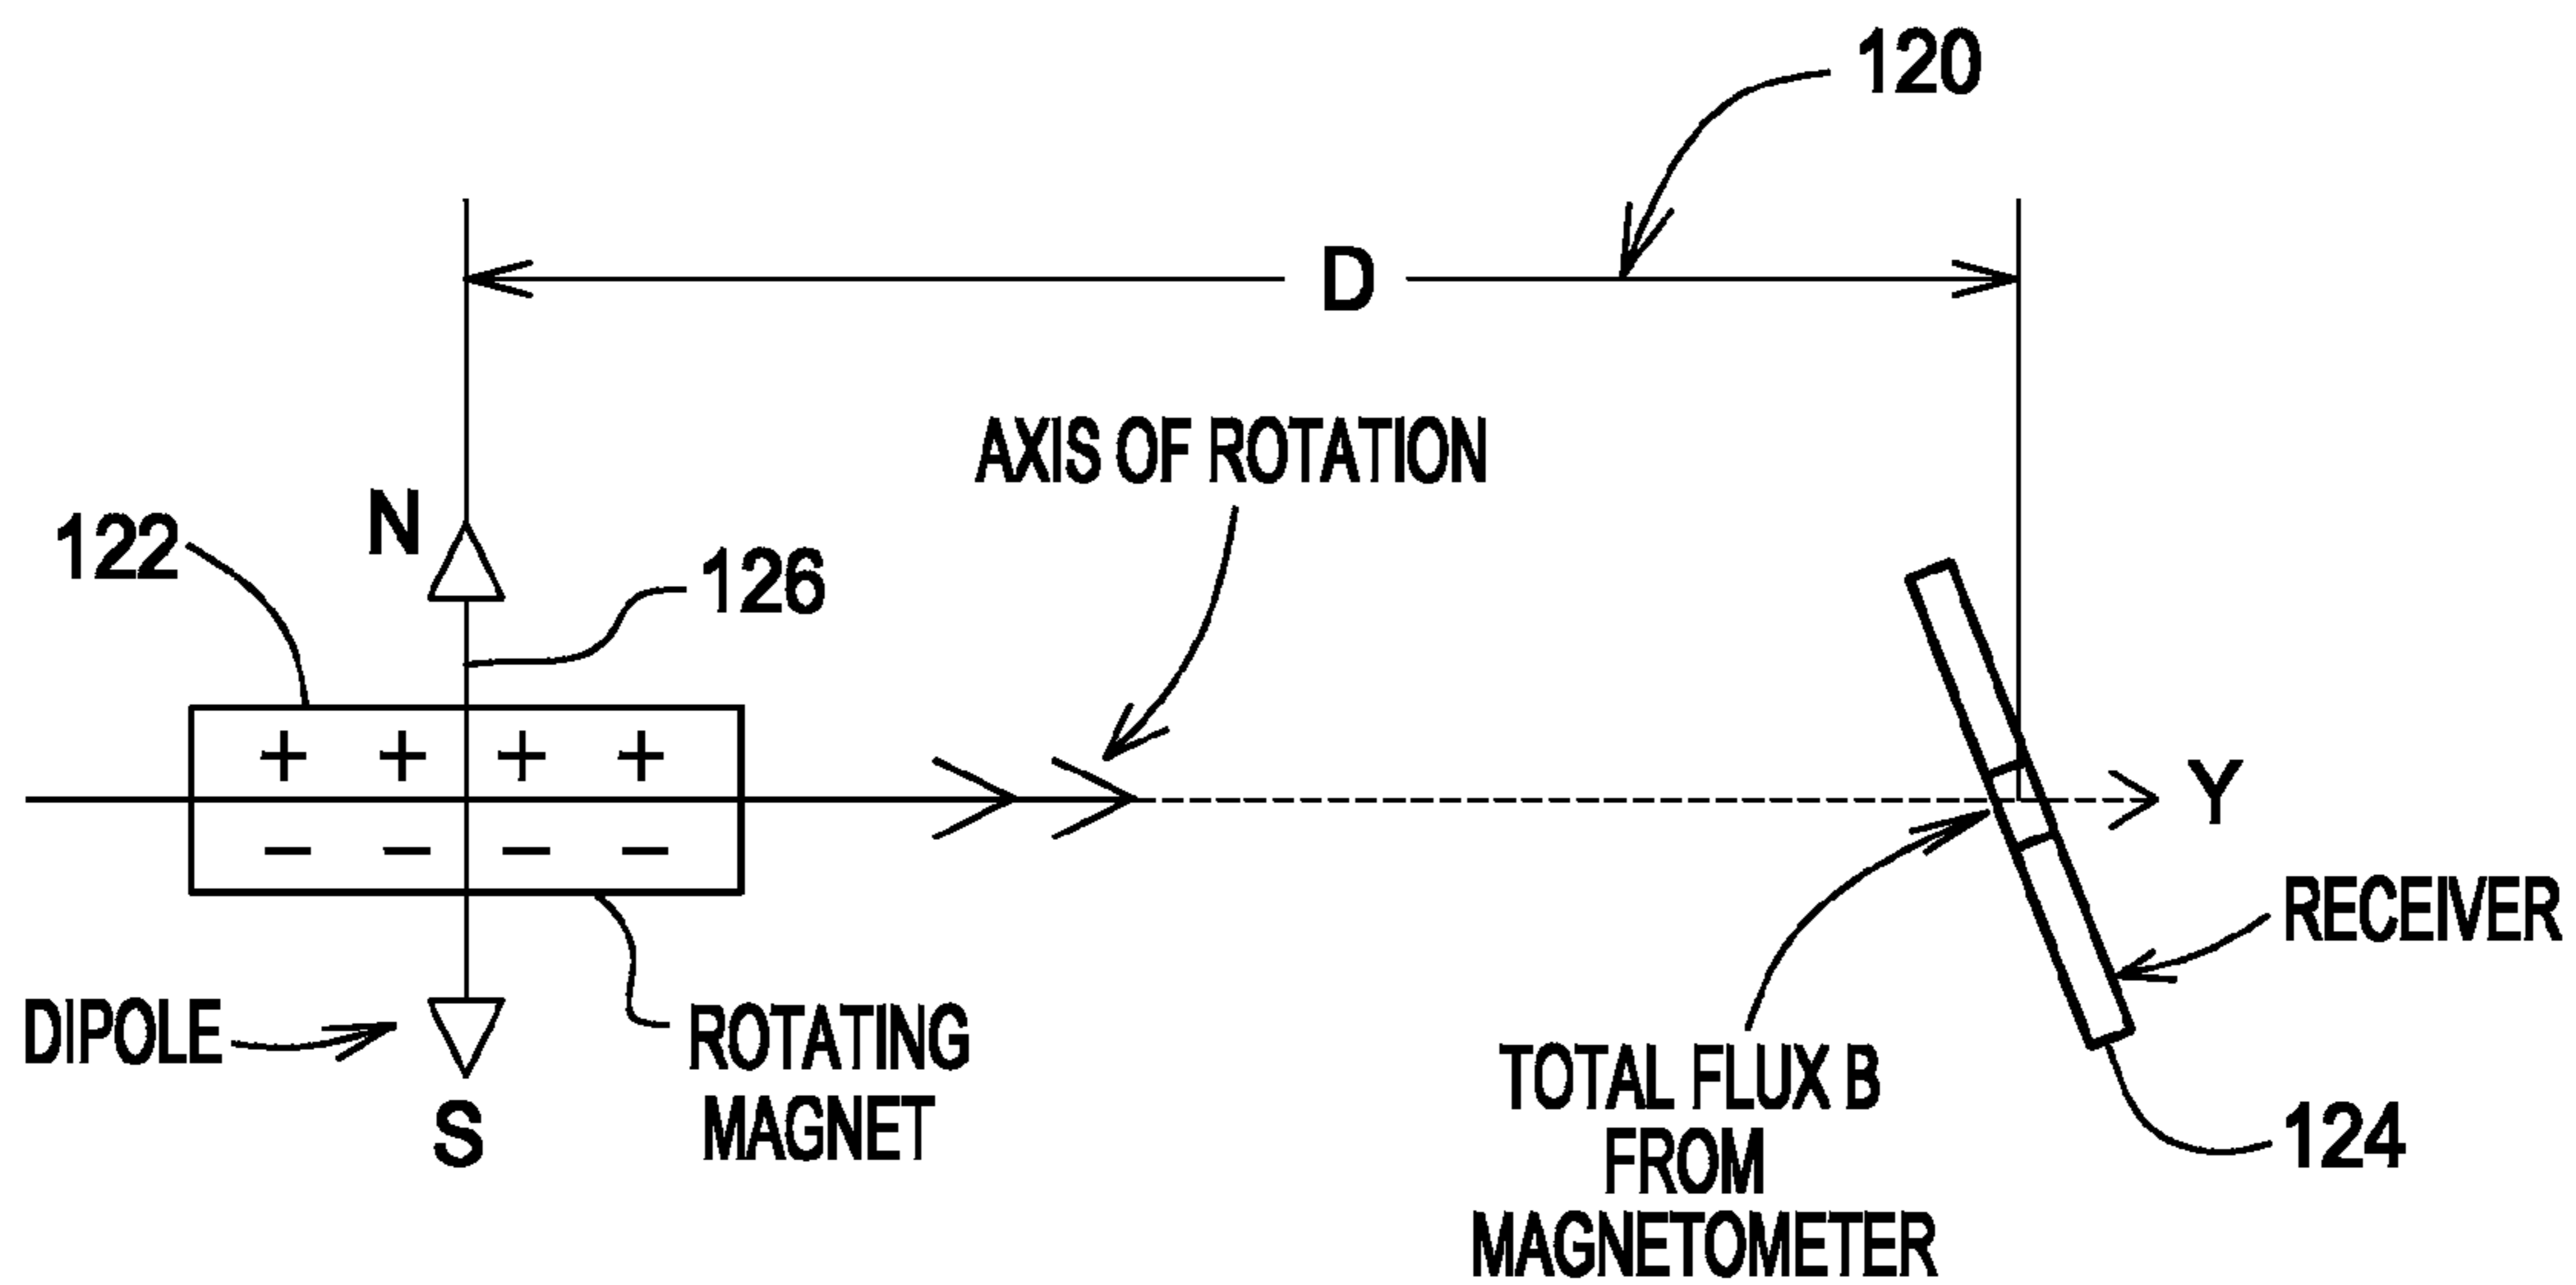 120
D
AXIS OF ROTATION
N
122
126
+ + + +
Y
− − − −
RECEIVER
DIPOLE
ROTATING
MAGNET
S
TOTAL FLUX B
FROM
MAGNETOMETER
124